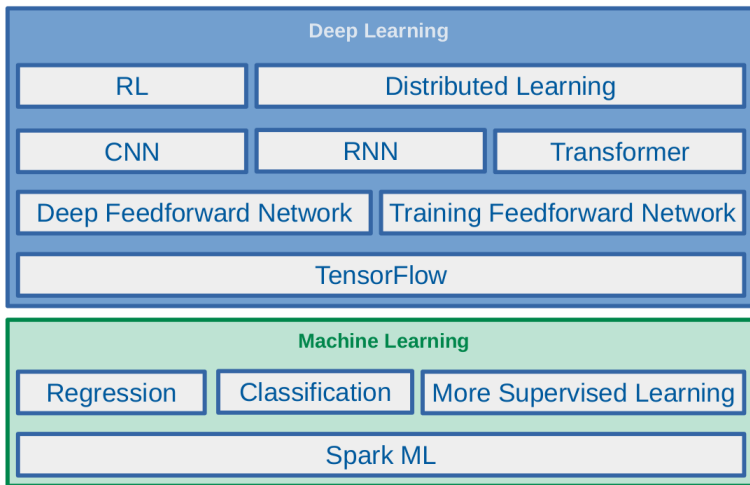 Deep Learning
RL
Distributed Learning
CNN
RNN
Transformer
Deep Feedforward Network
Training Feedforward Network
TensorFlow
Machine Learning
Regression
Classification
More Supervised Learning
Spark ML